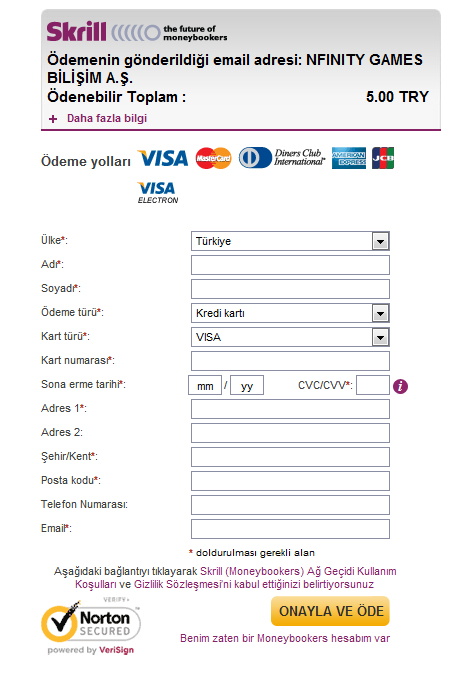 Skrill the future of
moneybookers
Ödemenin gönderildiği email adresi: NFINITY GAMES
BİLİŞİM A.Ş.
Ödenebilir Toplam : 5.00 TRY
+ Daha fazla bilgi
Ödeme yolları VISA MasterCard Diners Club International AMERICAN EXPRESS JCB
VISA
ELECTRON
Ülke*: Türkiye
Adı*:
Soyadı*:
Ödeme türü*: Kredi kartı
Kart türü*: VISA
Kart numarası*:
Sona erme tarihi*: mm / yy CVC/CVV*: i
Adres 1*:
Adres 2:
Şehir/Kent*:
Posta kodu*:
Telefon Numarası:
Email*:
* doldurulması gerekli alan
Aşağıdaki bağlantıyı tıklayarak Skrill (Moneybookers) Ağ Geçidi Kullanım
Koşulları ve Gizlilik Sözleşmesi'ni kabul ettiğinizi belirtiyorsunuz
VERIFY▸
Norton
SECURED
powered by VeriSign
ONAYLA VE ÖDE
Benim zaten bir Moneybookers hesabım var